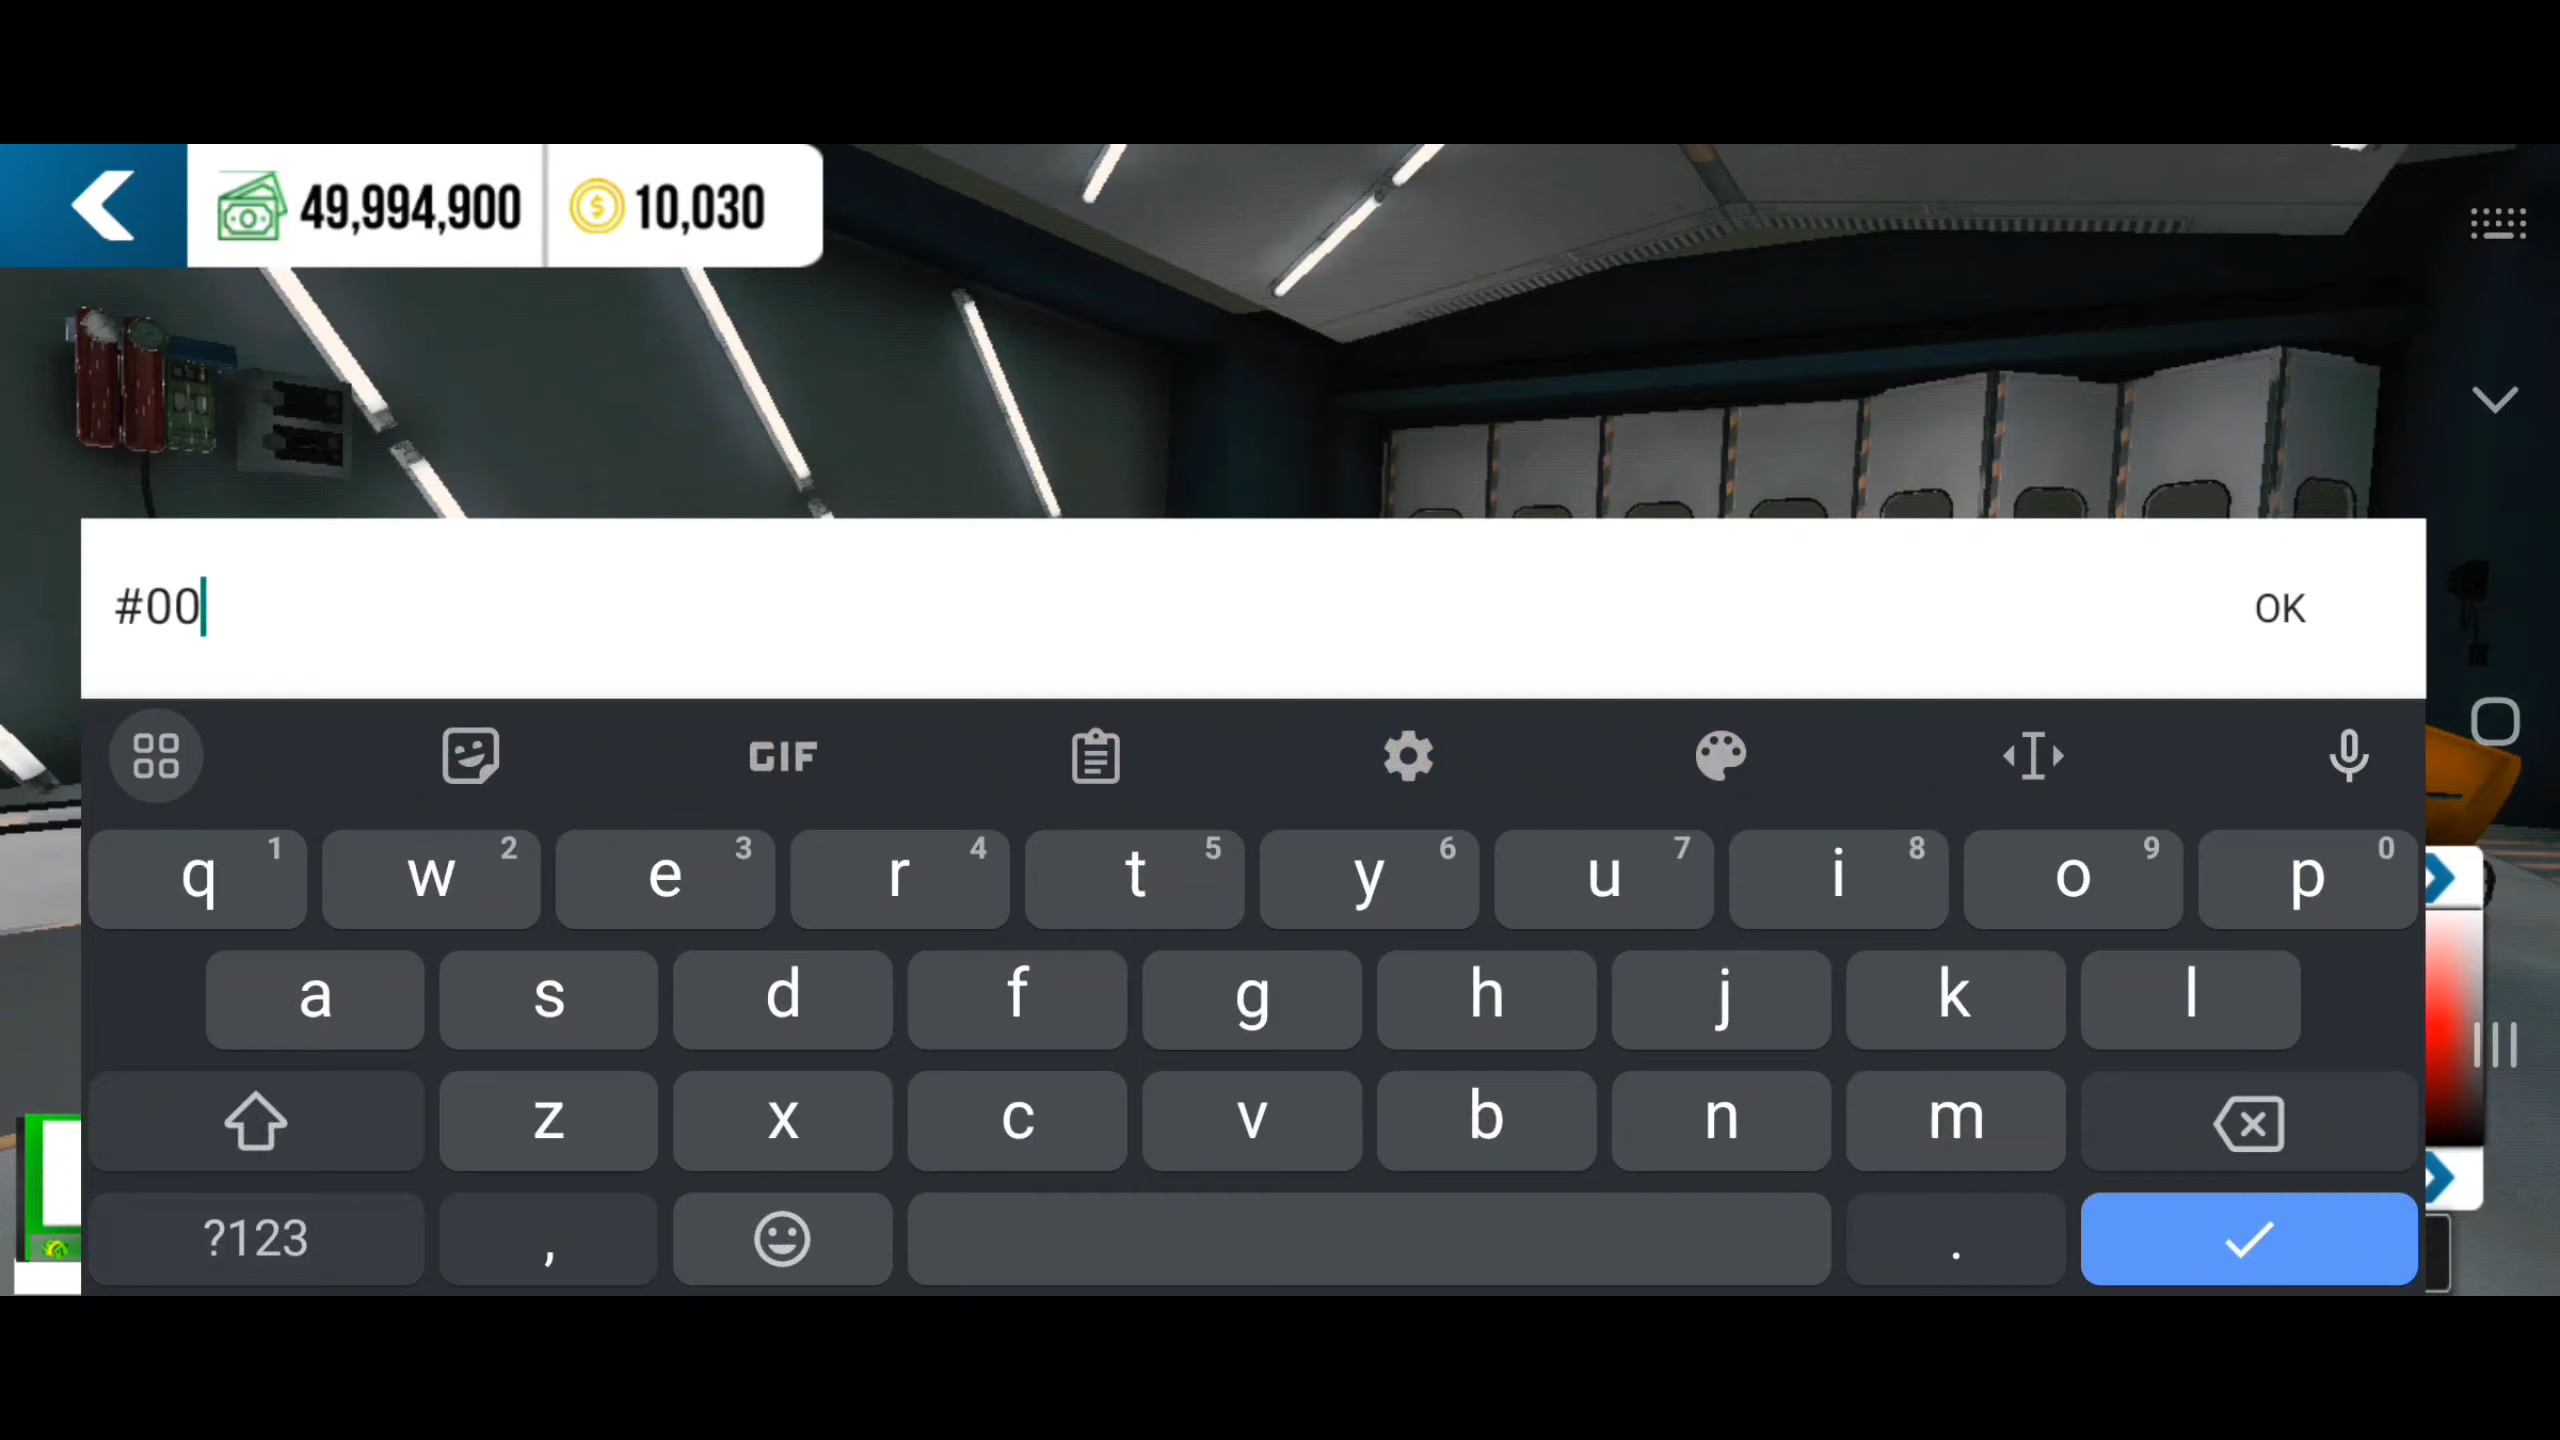 49,994,900 10,030
#00 OK
GIF
q 1 w 2 e 3 r 4 t 5 y 6 u 7 i 8 o 9 p 0
a s d f g h j k l
z x c v b n m
?123 , .